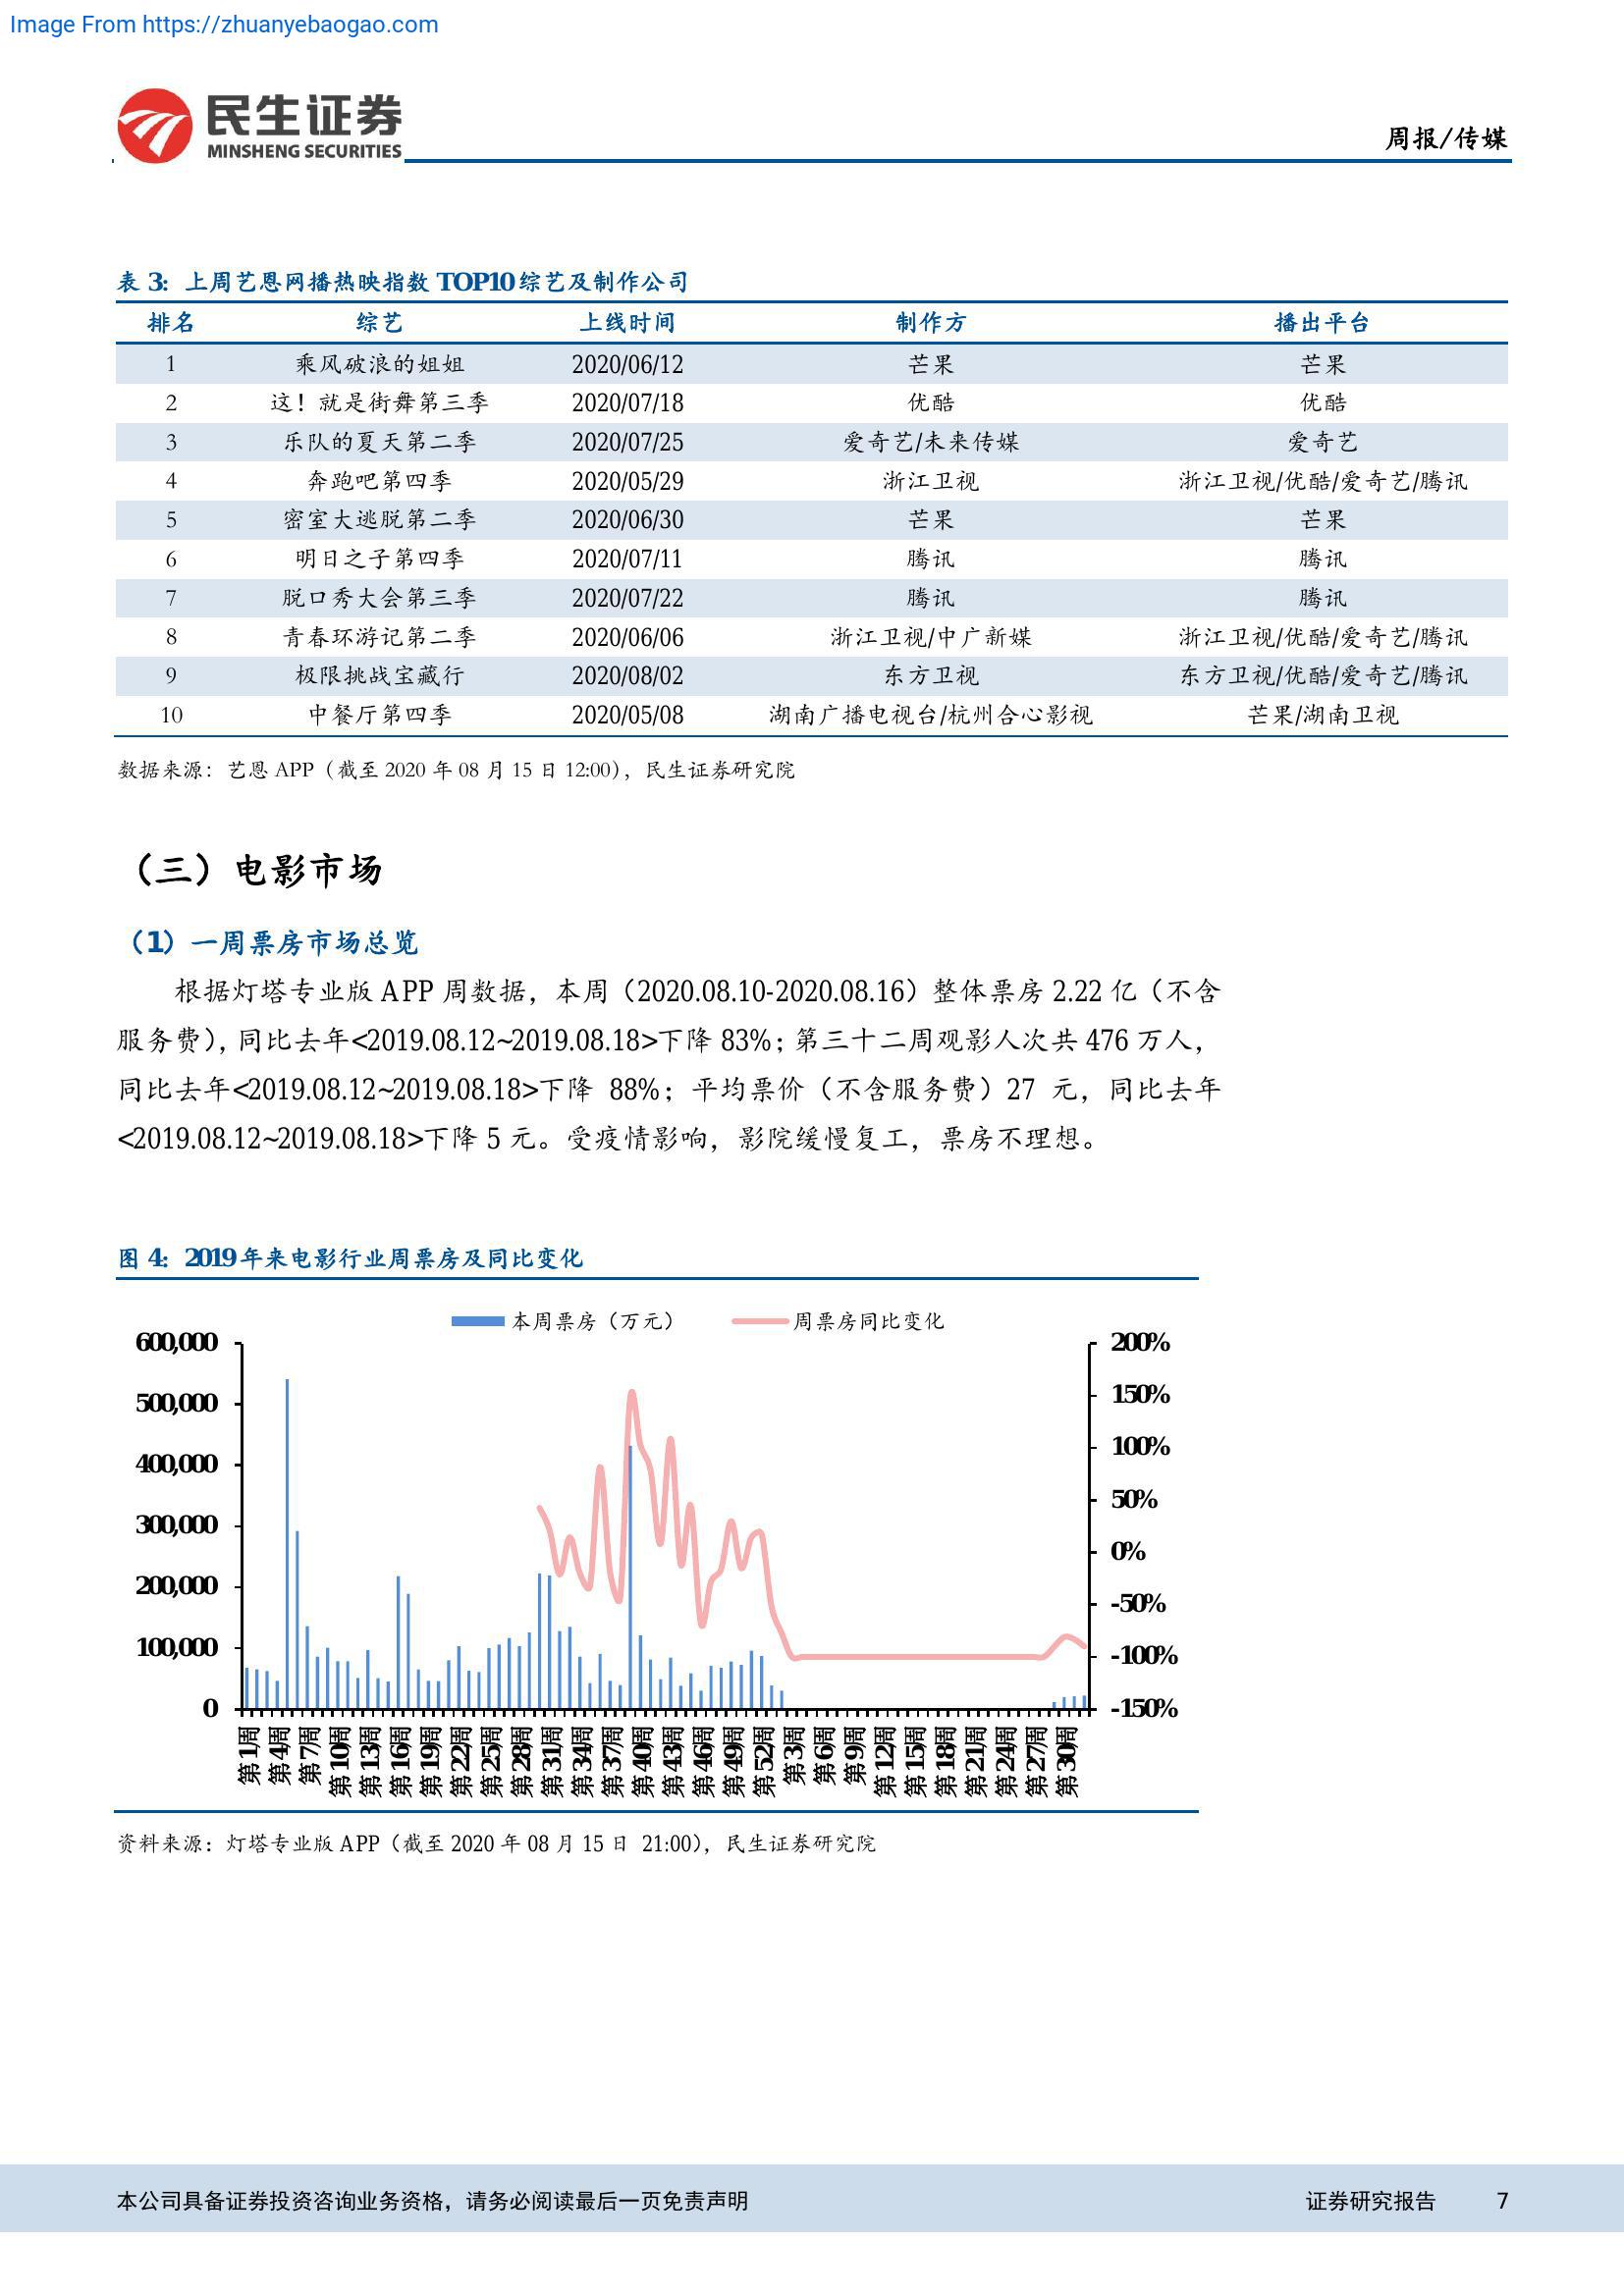 Image From https://zhuanyebaogao.com
民生证券
MINSHENG SECURITIES
周报/传媒
表 3: 上周艺恩网播热映指数 TOP10 综艺及制作公司
排名 综艺 上线时间 制作方 播出平台
1 乘风破浪的姐姐 2020/06/12 芒果 芒果
2 这！就是街舞第三季 2020/07/18 优酷 优酷
3 乐队的夏天第二季 2020/07/25 爱奇艺/未来传媒 爱奇艺
4 奔跑吧第四季 2020/05/29 浙江卫视 浙江卫视/优酷/爱奇艺/腾讯
5 密室大逃脱第二季 2020/06/30 芒果 芒果
6 明日之子第四季 2020/07/11 腾讯 腾讯
7 脱口秀大会第三季 2020/07/22 腾讯 腾讯
8 青春环游记第二季 2020/06/06 浙江卫视/中广新媒 浙江卫视/优酷/爱奇艺/腾讯
9 极限挑战宝藏行 2020/08/02 东方卫视 东方卫视/优酷/爱奇艺/腾讯
10 中餐厅第四季 2020/05/08 湖南广播电视台/杭州合心影视 芒果/湖南卫视
数据来源：艺恩 APP（截至 2020 年 08 月 15 日 12:00），民生证券研究院
（三）电影市场
（1）一周票房市场总览
根据灯塔专业版 APP 周数据，本周（2020.08.10-2020.08.16）整体票房 2.22 亿（不含
服务费），同比去年<2019.08.12~2019.08.18>下降 83%；第三十二周观影人次共 476 万人，
同比去年<2019.08.12~2019.08.18>下降 88%；平均票价（不含服务费）27 元，同比去年
<2019.08.12~2019.08.18>下降 5 元。受疫情影响，影院缓慢复工，票房不理想。
图 4: 2019 年来电影行业周票房及同比变化
本周票房（万元） 周票房同比变化
600,000 200%
500,000 150%
400,000 100%
300,000 50%
200,000 0%
100,000 -50%
0 -100%
-150%
第1周 第4周 第7周 第10周 第13周 第16周 第19周 第22周 第25周 第28周 第31周 第34周 第37周 第40周 第43周 第46周 第49周 第52周 第3周 第6周 第9周 第12周 第15周 第18周 第21周 第24周 第27周 第30周
资料来源：灯塔专业版 APP（截至 2020 年 08 月 15 日 21:00），民生证券研究院
本公司具备证券投资咨询业务资格，请务必阅读最后一页免责声明 证券研究报告 7